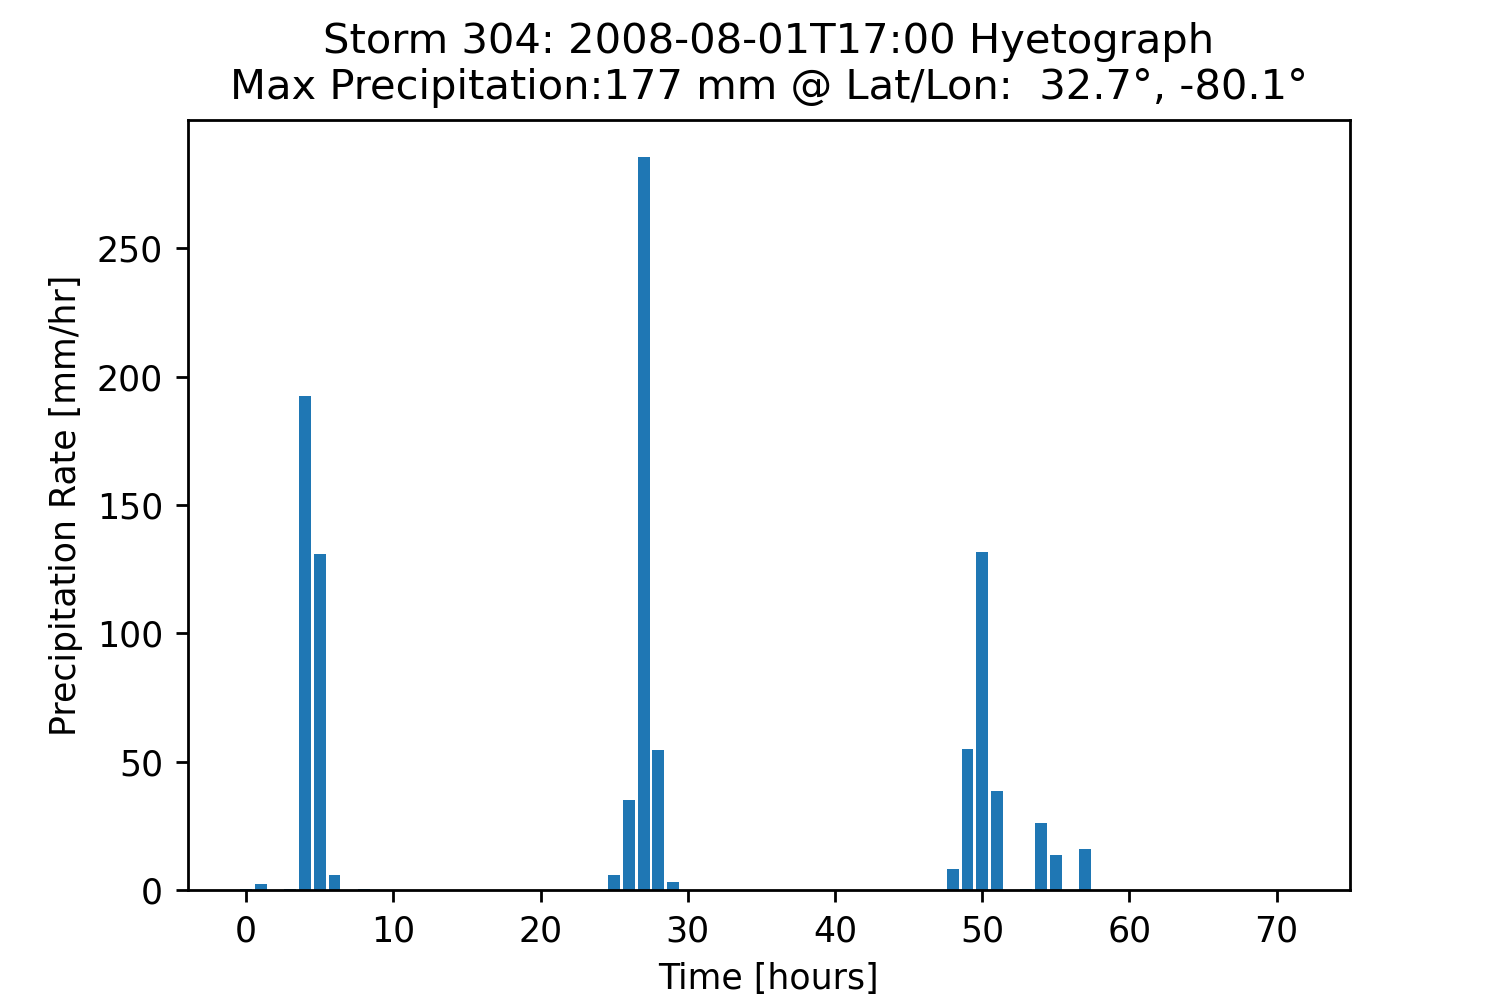 Storm 304: 2008-08-01T17:00 Hyetograph
Max Precipitation:177 mm @ Lat/Lon:  32.7°, -80.1°
Precipitation Rate [mm/hr]
250
200
150
100
50
0
0 10 20 30 40 50 60 70
Time [hours]